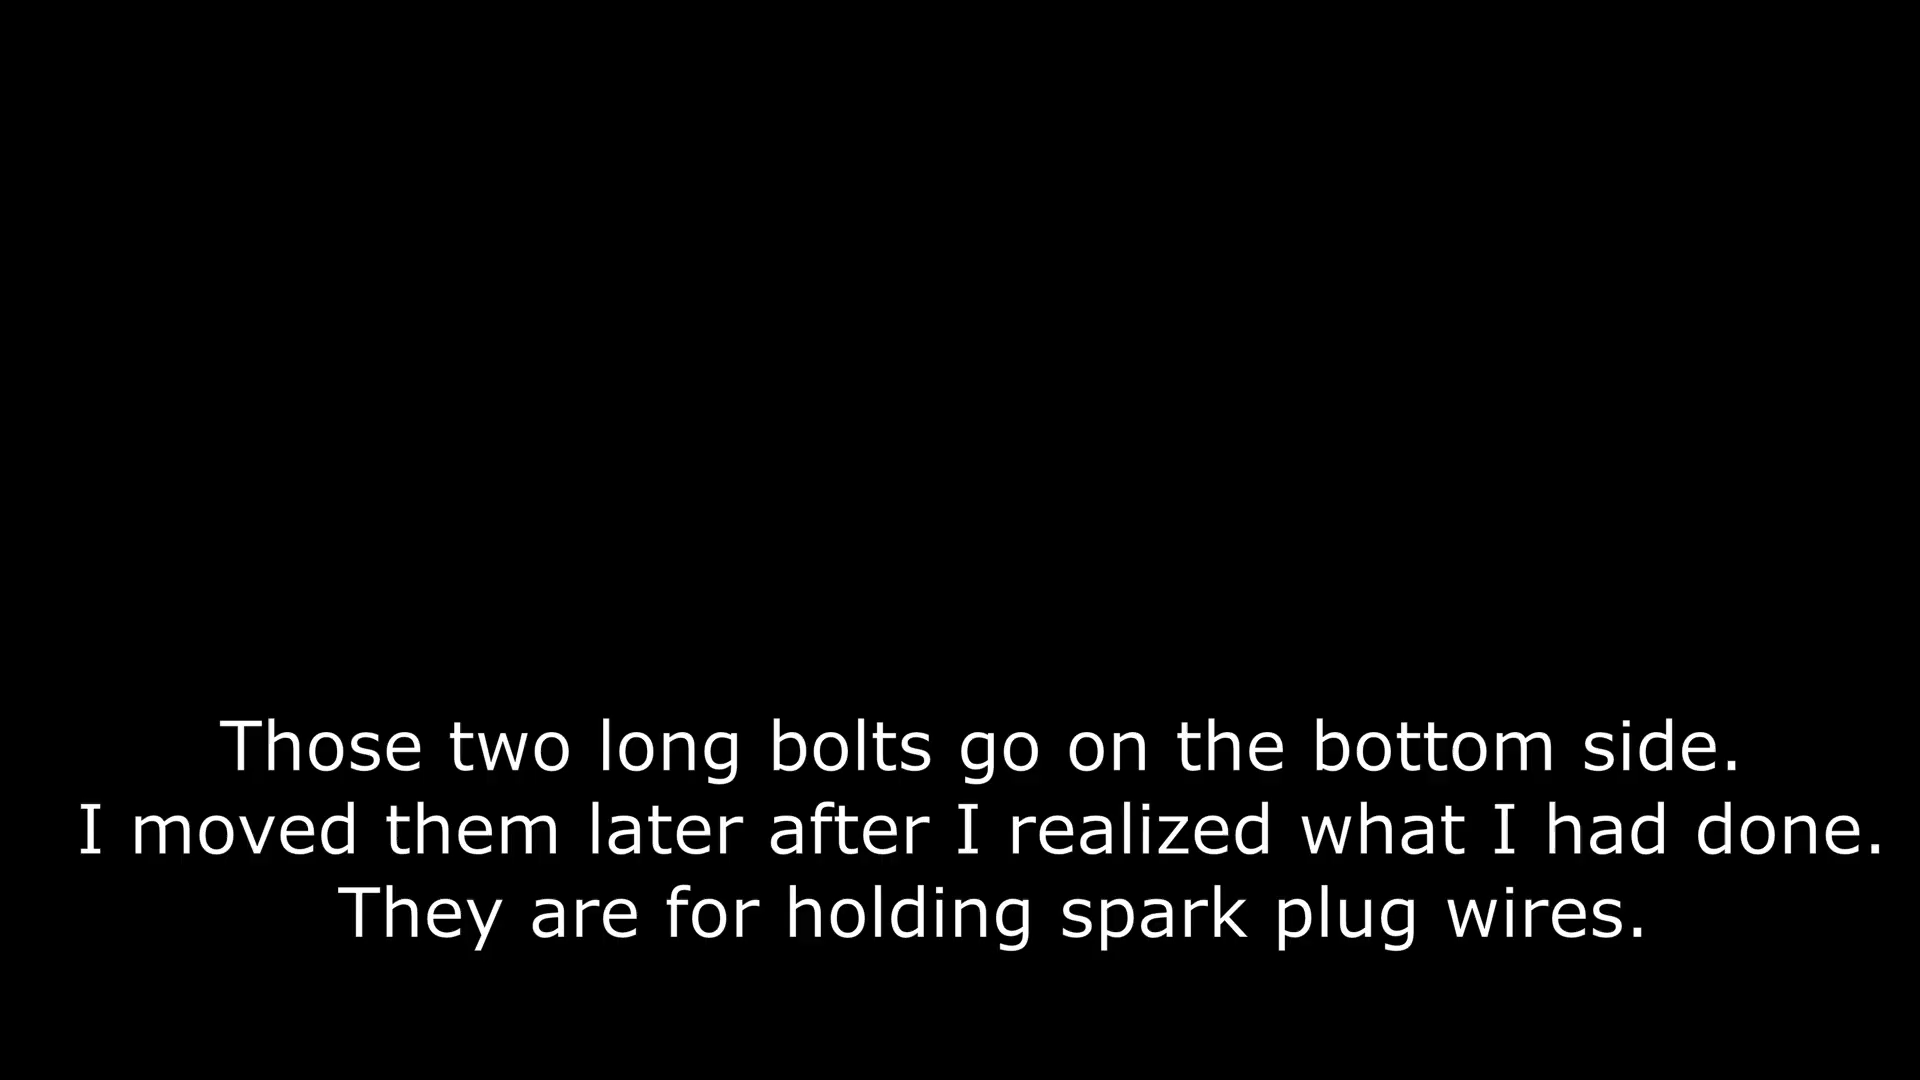 Those two long bolts go on the bottom side.
I moved them later after I realized what I had done.
They are for holding spark plug wires.